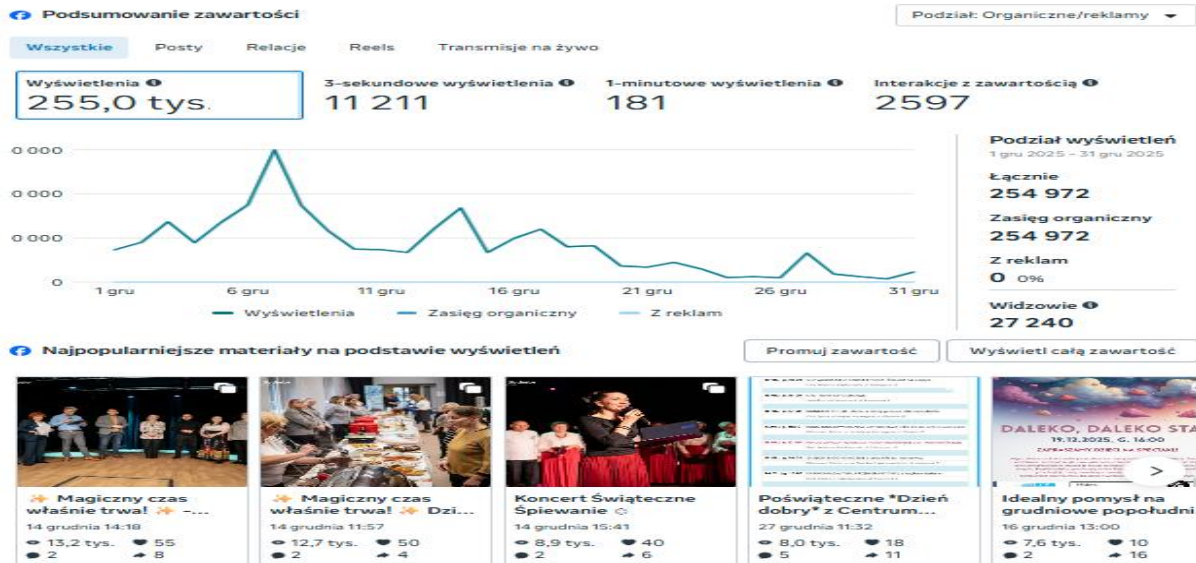 Podsumowanie zawartości
Podział: Organiczne/reklamy
Wszystkie Posty Relacje Reels Transmisje na żywo
Wyświetlenia 3-sekundowe wyświetlenia 1-minutowe wyświetlenia Interakcje z zawartością
255,0 tys. 11 211 181 2597
Podział wyświetleń
1 gru 2025 – 31 gru 2025
Łącznie
254 972
Zasięg organiczny
254 972
Z reklam
0 0%
Widzowie
27 240
0 000
0 000
0 000
0
1 gru 6 gru 11 gru 16 gru 21 gru 26 gru 31 gru
Wyświetlenia Zasięg organiczny Z reklam
Najpopularniejsze materiały na podstawie wyświetleń
Promuj zawartość Wyświetl całą zawartość
DALEKO, DALEKO STA
19.12.2025, G. 16:00
ZAPRASZAMY DZIECI NA SPEKTAKL
Magiczny czas
właśnie trwa! –...
14 grudnia 14:18
13,2 tys. 55
2 8
Magiczny czas
właśnie trwa! Dzi...
14 grudnia 11:57
12,7 tys. 50
2 4
Koncert Świąteczne
Śpiewanie
14 grudnia 15:41
8,9 tys. 40
2 6
Poświąteczne *Dzień
dobry* z Centrum...
27 grudnia 11:32
8,0 tys. 18
5 11
Idealny pomysł na
grudniowe popołudni
16 grudnia 13:00
7,6 tys. 10
2 16